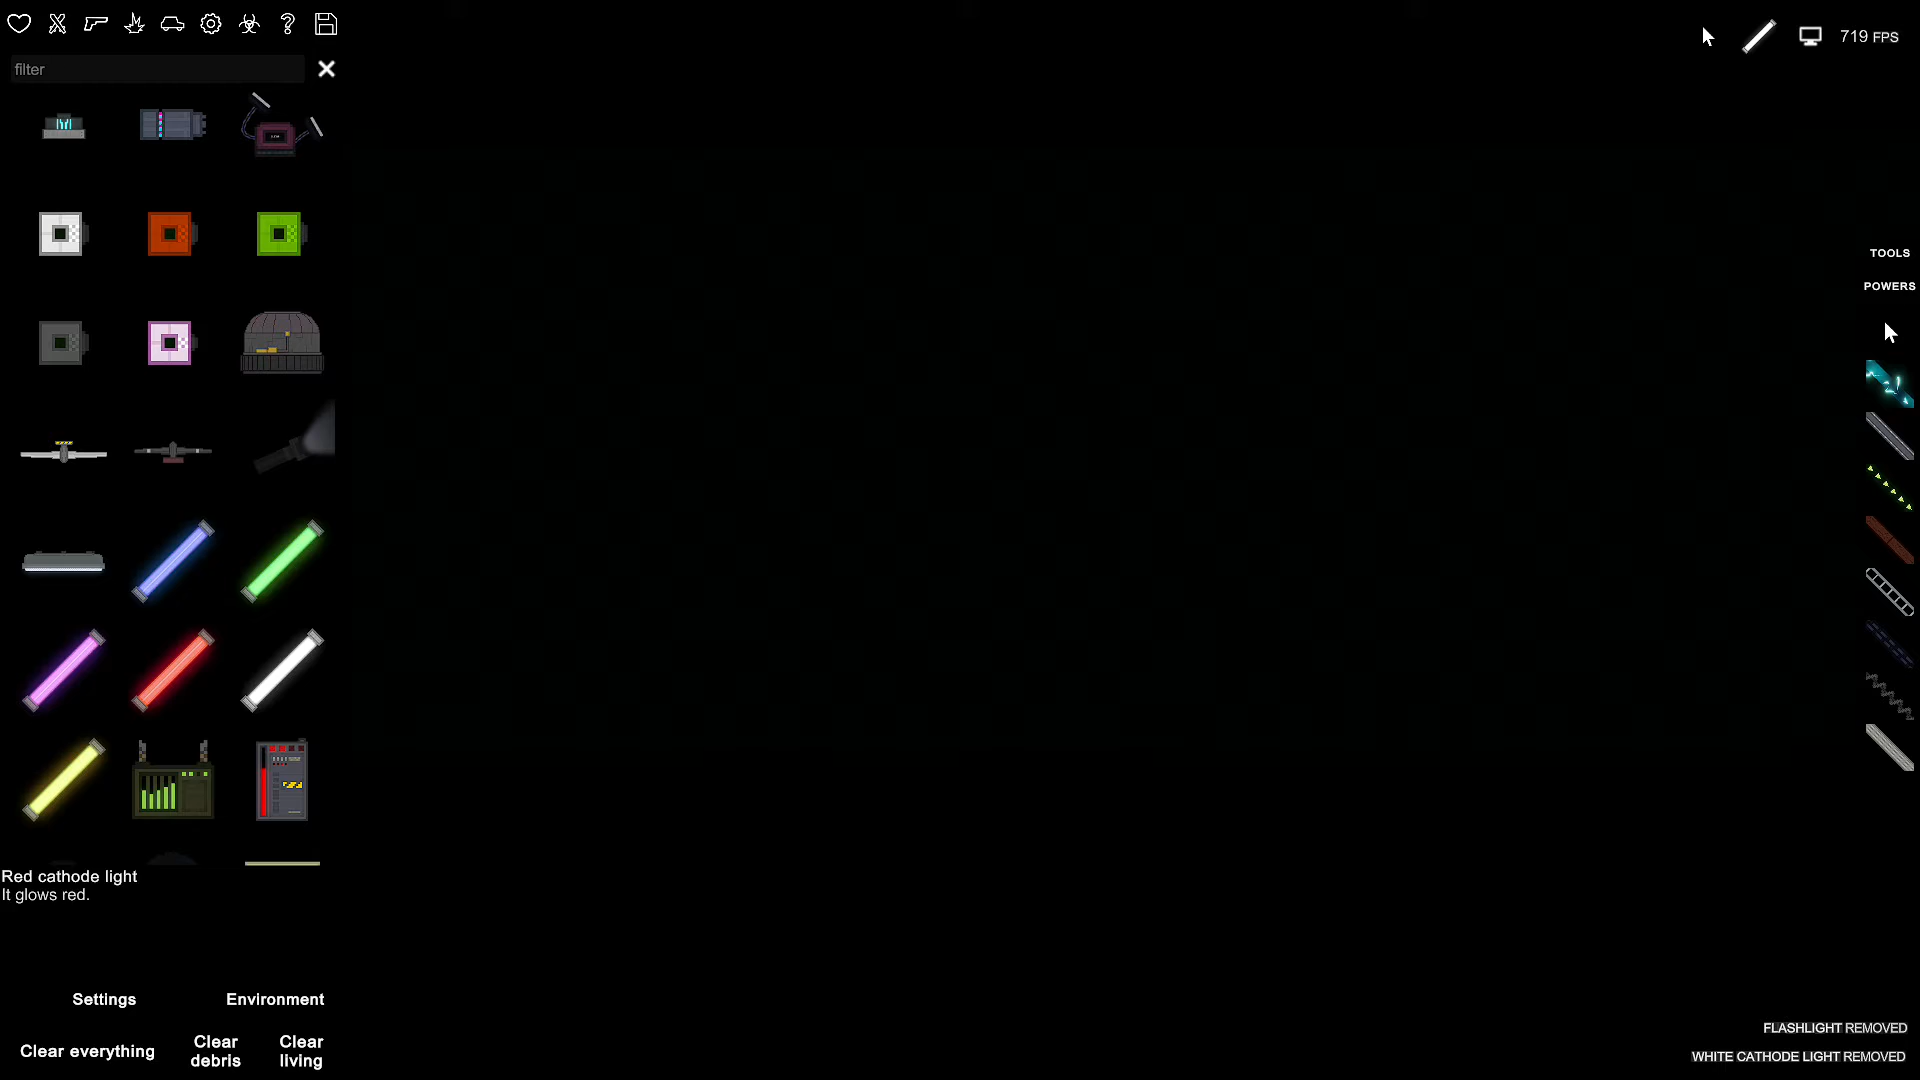 719 FPS
filter
TOOLS
POWERS
Red cathode light
It glows red.
Settings
Environment
Clear everything
Clear
debris
Clear
living
FLASHLIGHT REMOVED
WHITE CATHODE LIGHT REMOVED